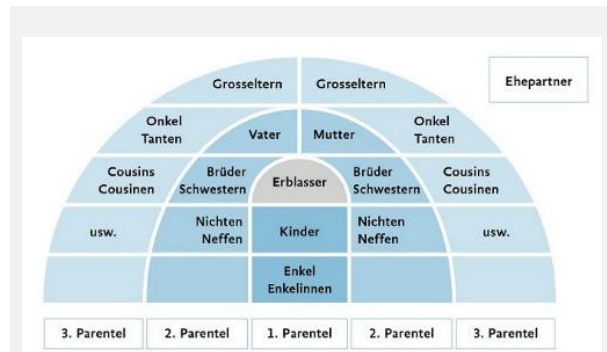 Grosseltern Grosseltern
Ehepartner
Onkel
Tanten
Vater Mutter
Onkel
Tanten
Cousins
Cousinen
Brüder
Schwestern
Erblasser
Brüder
Schwestern
Cousins
Cousinen
usw.
Nichten
Neffen
Kinder
Nichten
Neffen
usw.
Enkel
Enkelinnen
3. Parentel 2. Parentel 1. Parentel 2. Parentel 3. Parentel